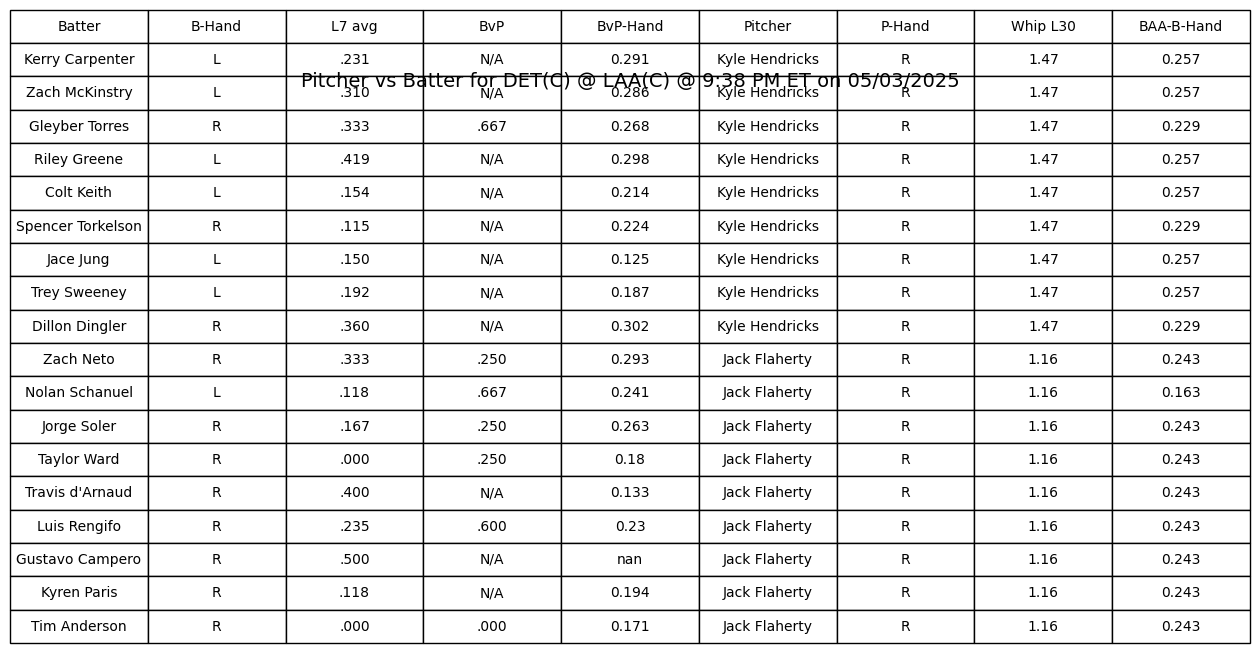 Batter B-Hand L7 avg BvP BvP-Hand Pitcher P-Hand Whip L30 BAA-B-Hand
Kerry Carpenter L .231 N/A 0.291 Kyle Hendricks R 1.47 0.257
Pitcher vs Batter for DET(C) @ LAA(C) @ 9:38 PM ET on 05/03/2025
Zach McKinstry L .310 N/A 0.286 Kyle Hendricks R 1.47 0.257
Gleyber Torres R .333 .667 0.268 Kyle Hendricks R 1.47 0.229
Riley Greene L .419 N/A 0.298 Kyle Hendricks R 1.47 0.257
Colt Keith L .154 N/A 0.214 Kyle Hendricks R 1.47 0.257
Spencer Torkelson R .115 N/A 0.224 Kyle Hendricks R 1.47 0.229
Jace Jung L .150 N/A 0.125 Kyle Hendricks R 1.47 0.257
Trey Sweeney L .192 N/A 0.187 Kyle Hendricks R 1.47 0.257
Dillon Dingler R .360 N/A 0.302 Kyle Hendricks R 1.47 0.229
Zach Neto R .333 .250 0.293 Jack Flaherty R 1.16 0.243
Nolan Schanuel L .118 .667 0.241 Jack Flaherty R 1.16 0.163
Jorge Soler R .167 .250 0.263 Jack Flaherty R 1.16 0.243
Taylor Ward R .000 .250 0.18 Jack Flaherty R 1.16 0.243
Travis d'Arnaud R .400 N/A 0.133 Jack Flaherty R 1.16 0.243
Luis Rengifo R .235 .600 0.23 Jack Flaherty R 1.16 0.243
Gustavo Campero R .500 N/A nan Jack Flaherty R 1.16 0.243
Kyren Paris R .118 N/A 0.194 Jack Flaherty R 1.16 0.243
Tim Anderson R .000 .000 0.171 Jack Flaherty R 1.16 0.243